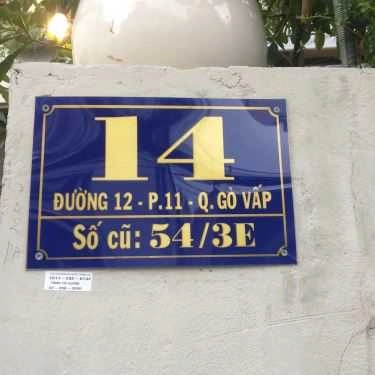 14
ĐƯỜNG 12 - P.11 - Q. GÒ VẤP
Số cũ: 54/3E